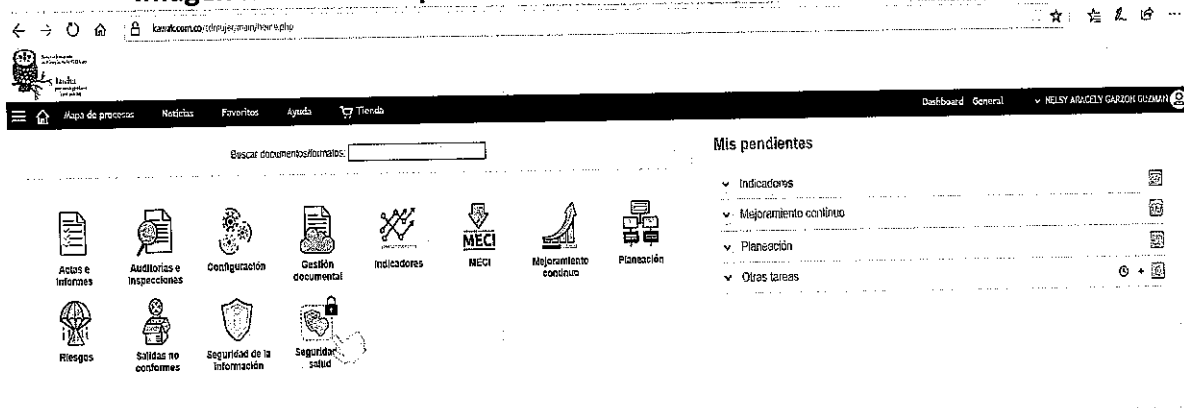 Mapa de procesos Noticias Favoritos Ayuda Tienda
Dashboard General NELSY ARACELY GARZON GUZMAN
Buscar documentos/formatos:
Mis pendientes
Indicadores
Mejoramiento continuo
Planeación
Otras tareas
Actas e informes
Auditorias e inspecciones
Configuración
Gestión documental
Indicadores
MECI
MECI
Mejoramiento continuo
Planeación
Riesgos
Salidas no conformes
Seguridad de la información
Seguridad
salud